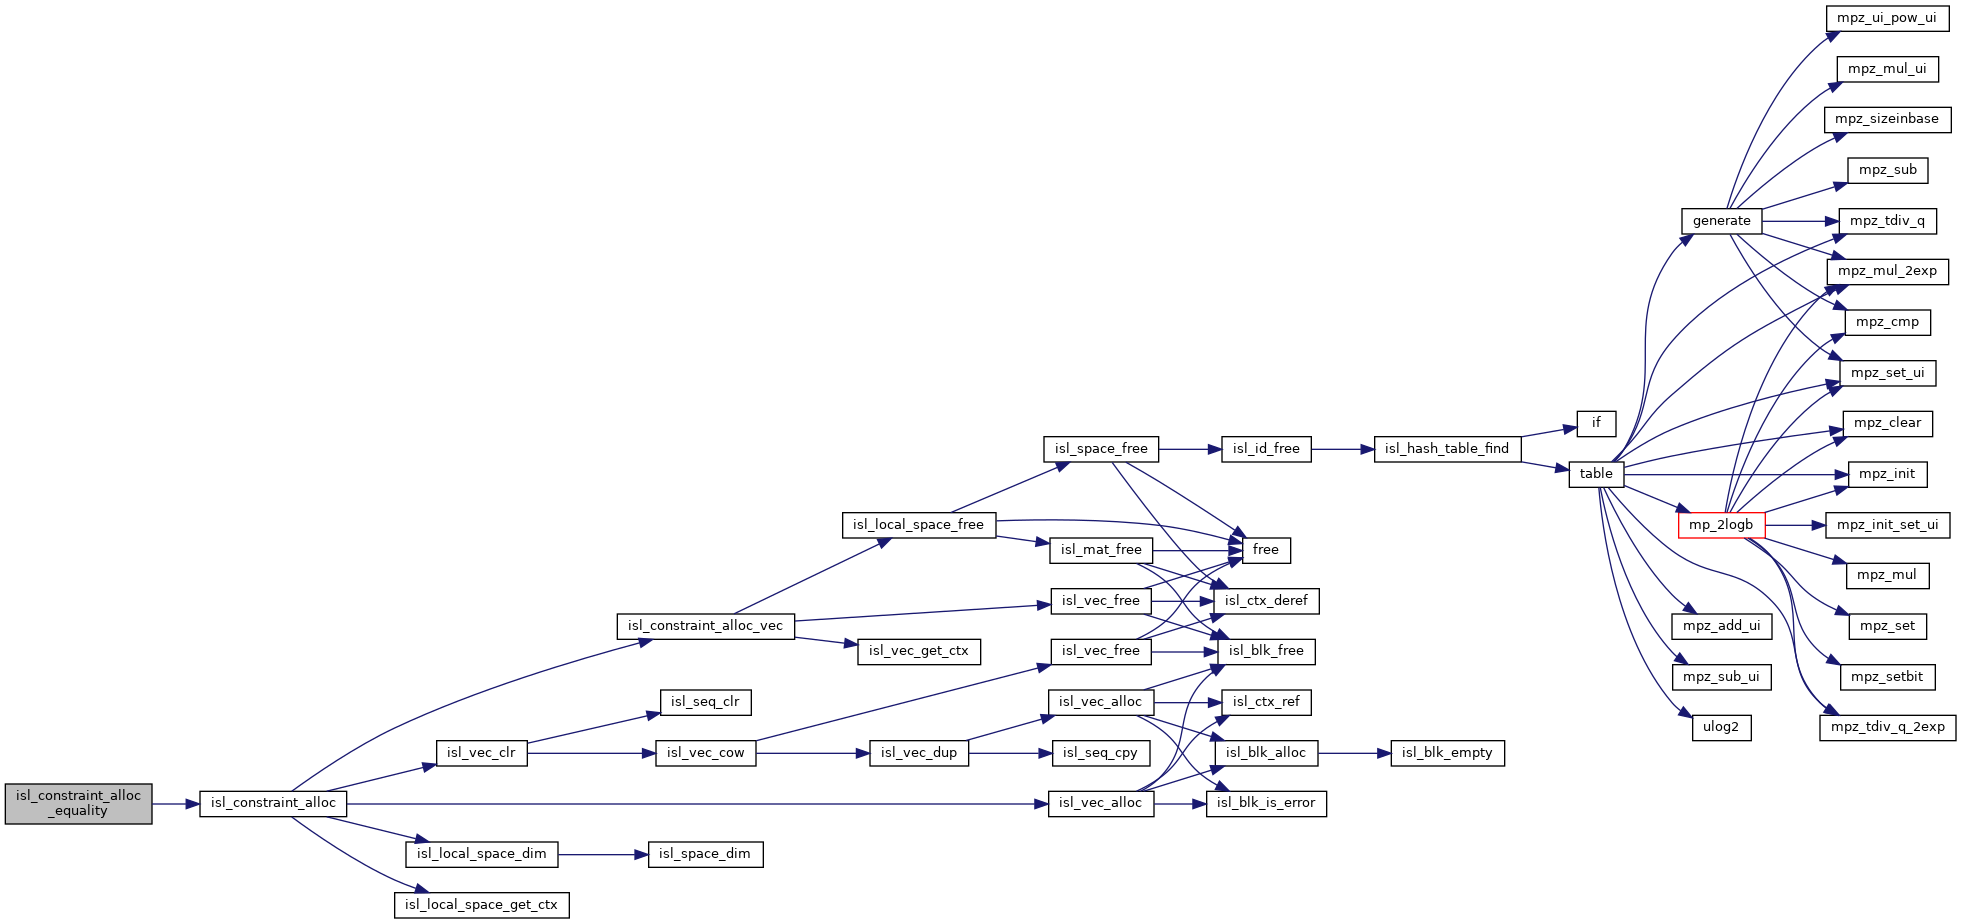 mpz_ui_pow_ui
mpz_mul_ui
mpz_sizeinbase
mpz_sub
generate
mpz_tdiv_q
mpz_mul_2exp
mpz_cmp
mpz_set_ui
if
mpz_clear
isl_space_free
isl_id_free
isl_hash_table_find
table
mpz_init
isl_local_space_free
mp_2logb
mpz_init_set_ui
isl_mat_free
free
mpz_mul
isl_vec_free
isl_ctx_deref
isl_constraint_alloc_vec
mpz_add_ui
mpz_set
isl_vec_get_ctx
isl_vec_free
isl_blk_free
mpz_sub_ui
mpz_setbit
isl_seq_clr
isl_vec_alloc
isl_ctx_ref
ulog2
mpz_tdiv_q_2exp
isl_vec_clr
isl_vec_cow
isl_vec_dup
isl_seq_cpy
isl_blk_alloc
isl_blk_empty
isl_constraint_alloc
_equality
isl_constraint_alloc
isl_vec_alloc
isl_blk_is_error
isl_local_space_dim
isl_space_dim
isl_local_space_get_ctx